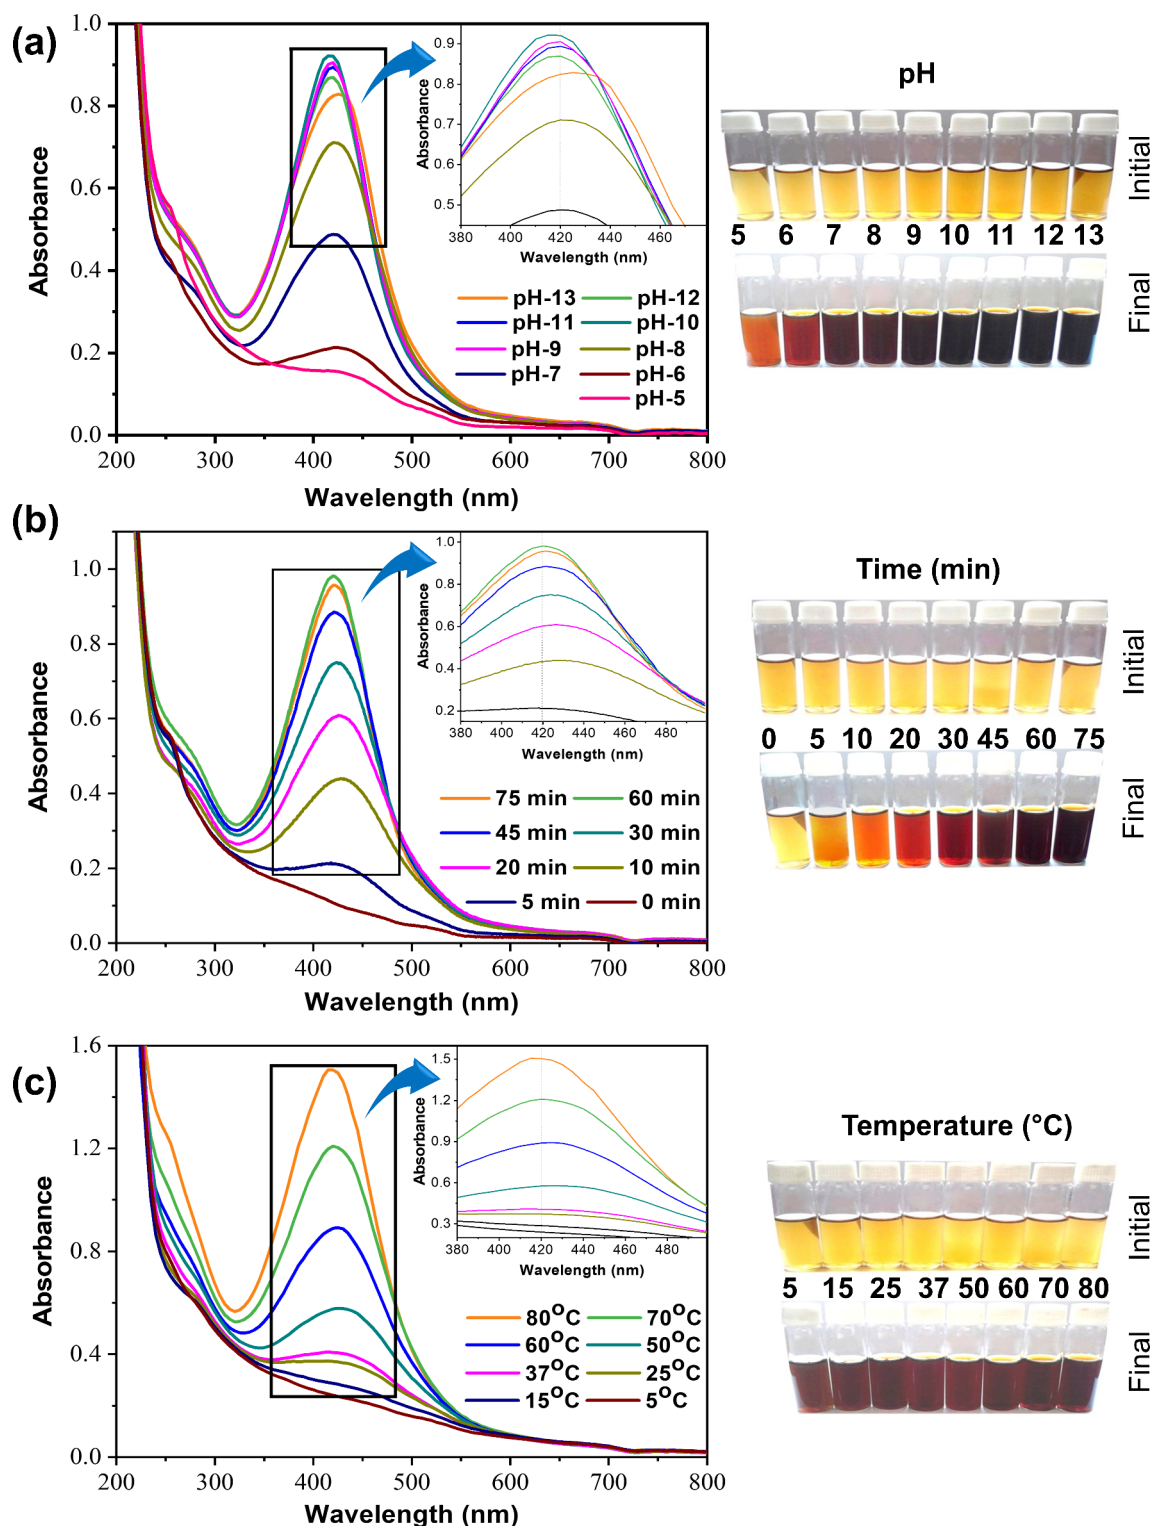 (a)
1.0
0.8
0.6
0.4
0.2
0.0
200 300 400 500 600 700 800
Absorbance
Wavelength (nm)
0.9
0.8
0.7
0.6
0.5
380 400 420 440 460
Absorbance
Wavelength (nm)
pH-13 pH-12
pH-11 pH-10
pH-9 pH-8
pH-7 pH-6
pH-5
pH
Initial
5 6 7 8 9 10 11 12 13
Final
(b)
1.0
0.8
0.6
0.4
0.2
0.0
200 300 400 500 600 700 800
Absorbance
Wavelength (nm)
1.0
0.8
0.6
0.4
0.2
380 400 420 440 460 480
Absorbance
Wavelength (nm)
75 min 60 min
45 min 30 min
20 min 10 min
5 min 0 min
Time (min)
Initial
0 5 10 20 30 45 60 75
Final
(c)
1.6
1.2
0.8
0.4
0.0
200 300 400 500 600 700 800
Absorbance
Wavelength (nm)
1.5
1.2
0.9
0.6
0.3
380 400 420 440 460 480
Absorbance
Wavelength (nm)
80°C 70°C
60°C 50°C
37°C 25°C
15°C 5°C
Temperature (°C)
Initial
5 15 25 37 50 60 70 80
Final